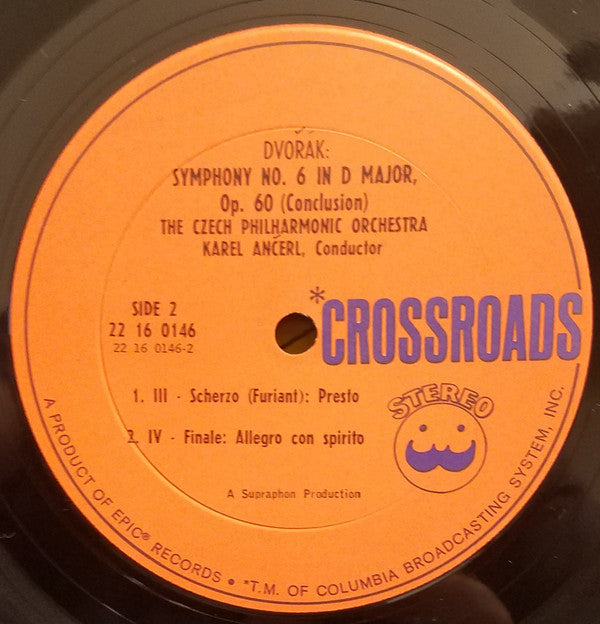 DVOŘÁK:
SYMPHONY NO. 6 IN D MAJOR,
Op. 60 (Conclusion)
THE CZECH PHILHARMONIC ORCHESTRA
KAREL ANČERL, Conductor
SIDE 2
22 16 0146
22 16 0146-2
*CROSSROADS
1. III - Scherzo (Furiant): Presto
2. IV - Finale: Allegro con spirito
STEREO
A Supraphon Production
A PRODUCT OF EPIC® RECORDS • *T.M. OF COLUMBIA BROADCASTING SYSTEM, INC.